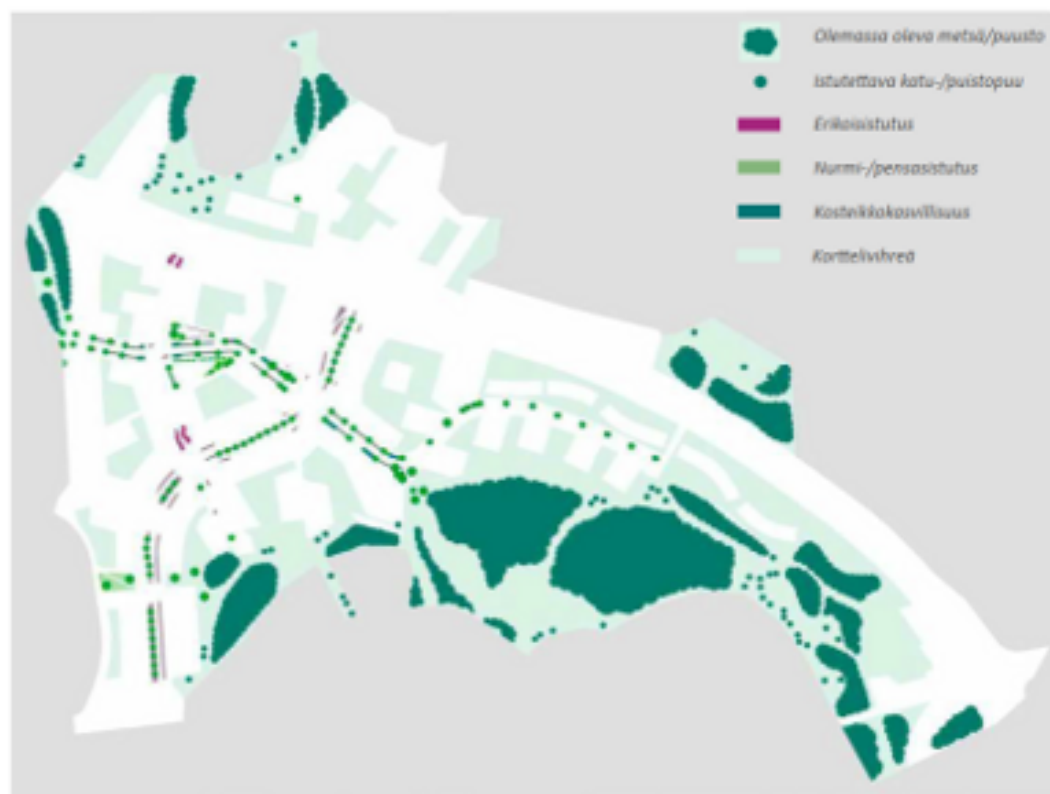 Olemassa oleva metsä/puusto
Istutettava katu-/puistopuu
Erikoisistutus
Nurmi-/pensasistutus
Kosteikkokasvillisuus
Korttelivihreä